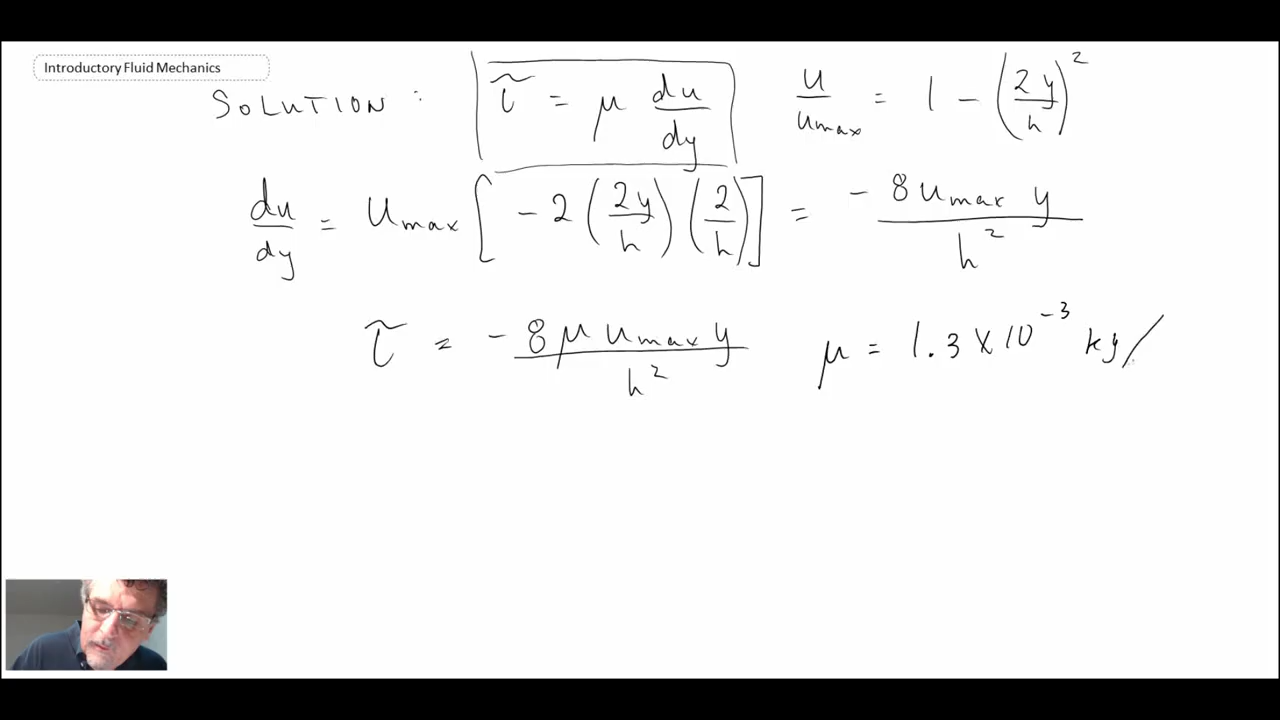 Introductory Fluid Mechanics
SOLUTION : τ = μ du/dy u/umax = 1 - (2y/h)²
du/dy = umax [ -2 (2y/h) (2/h) ] = -8 umax y / h²
τ = -8 μ umax y / h² μ = 1.3 X 10⁻³ kg/